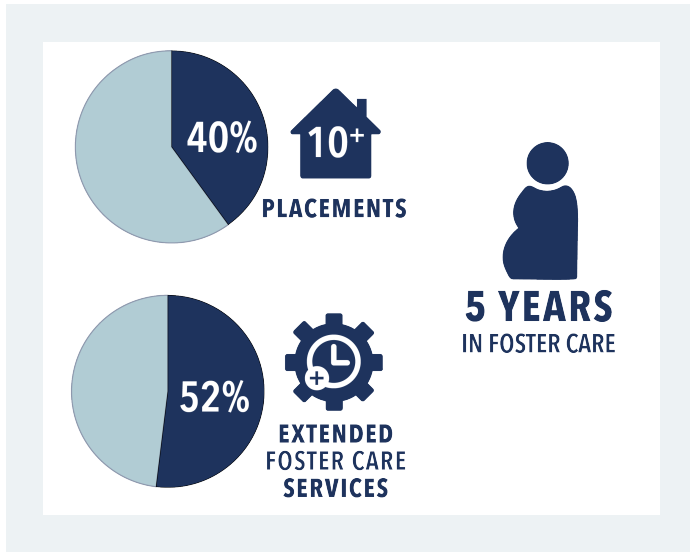 40%
10+
PLACEMENTS
5 YEARS
IN FOSTER CARE
52%
EXTENDED
FOSTER CARE
SERVICES